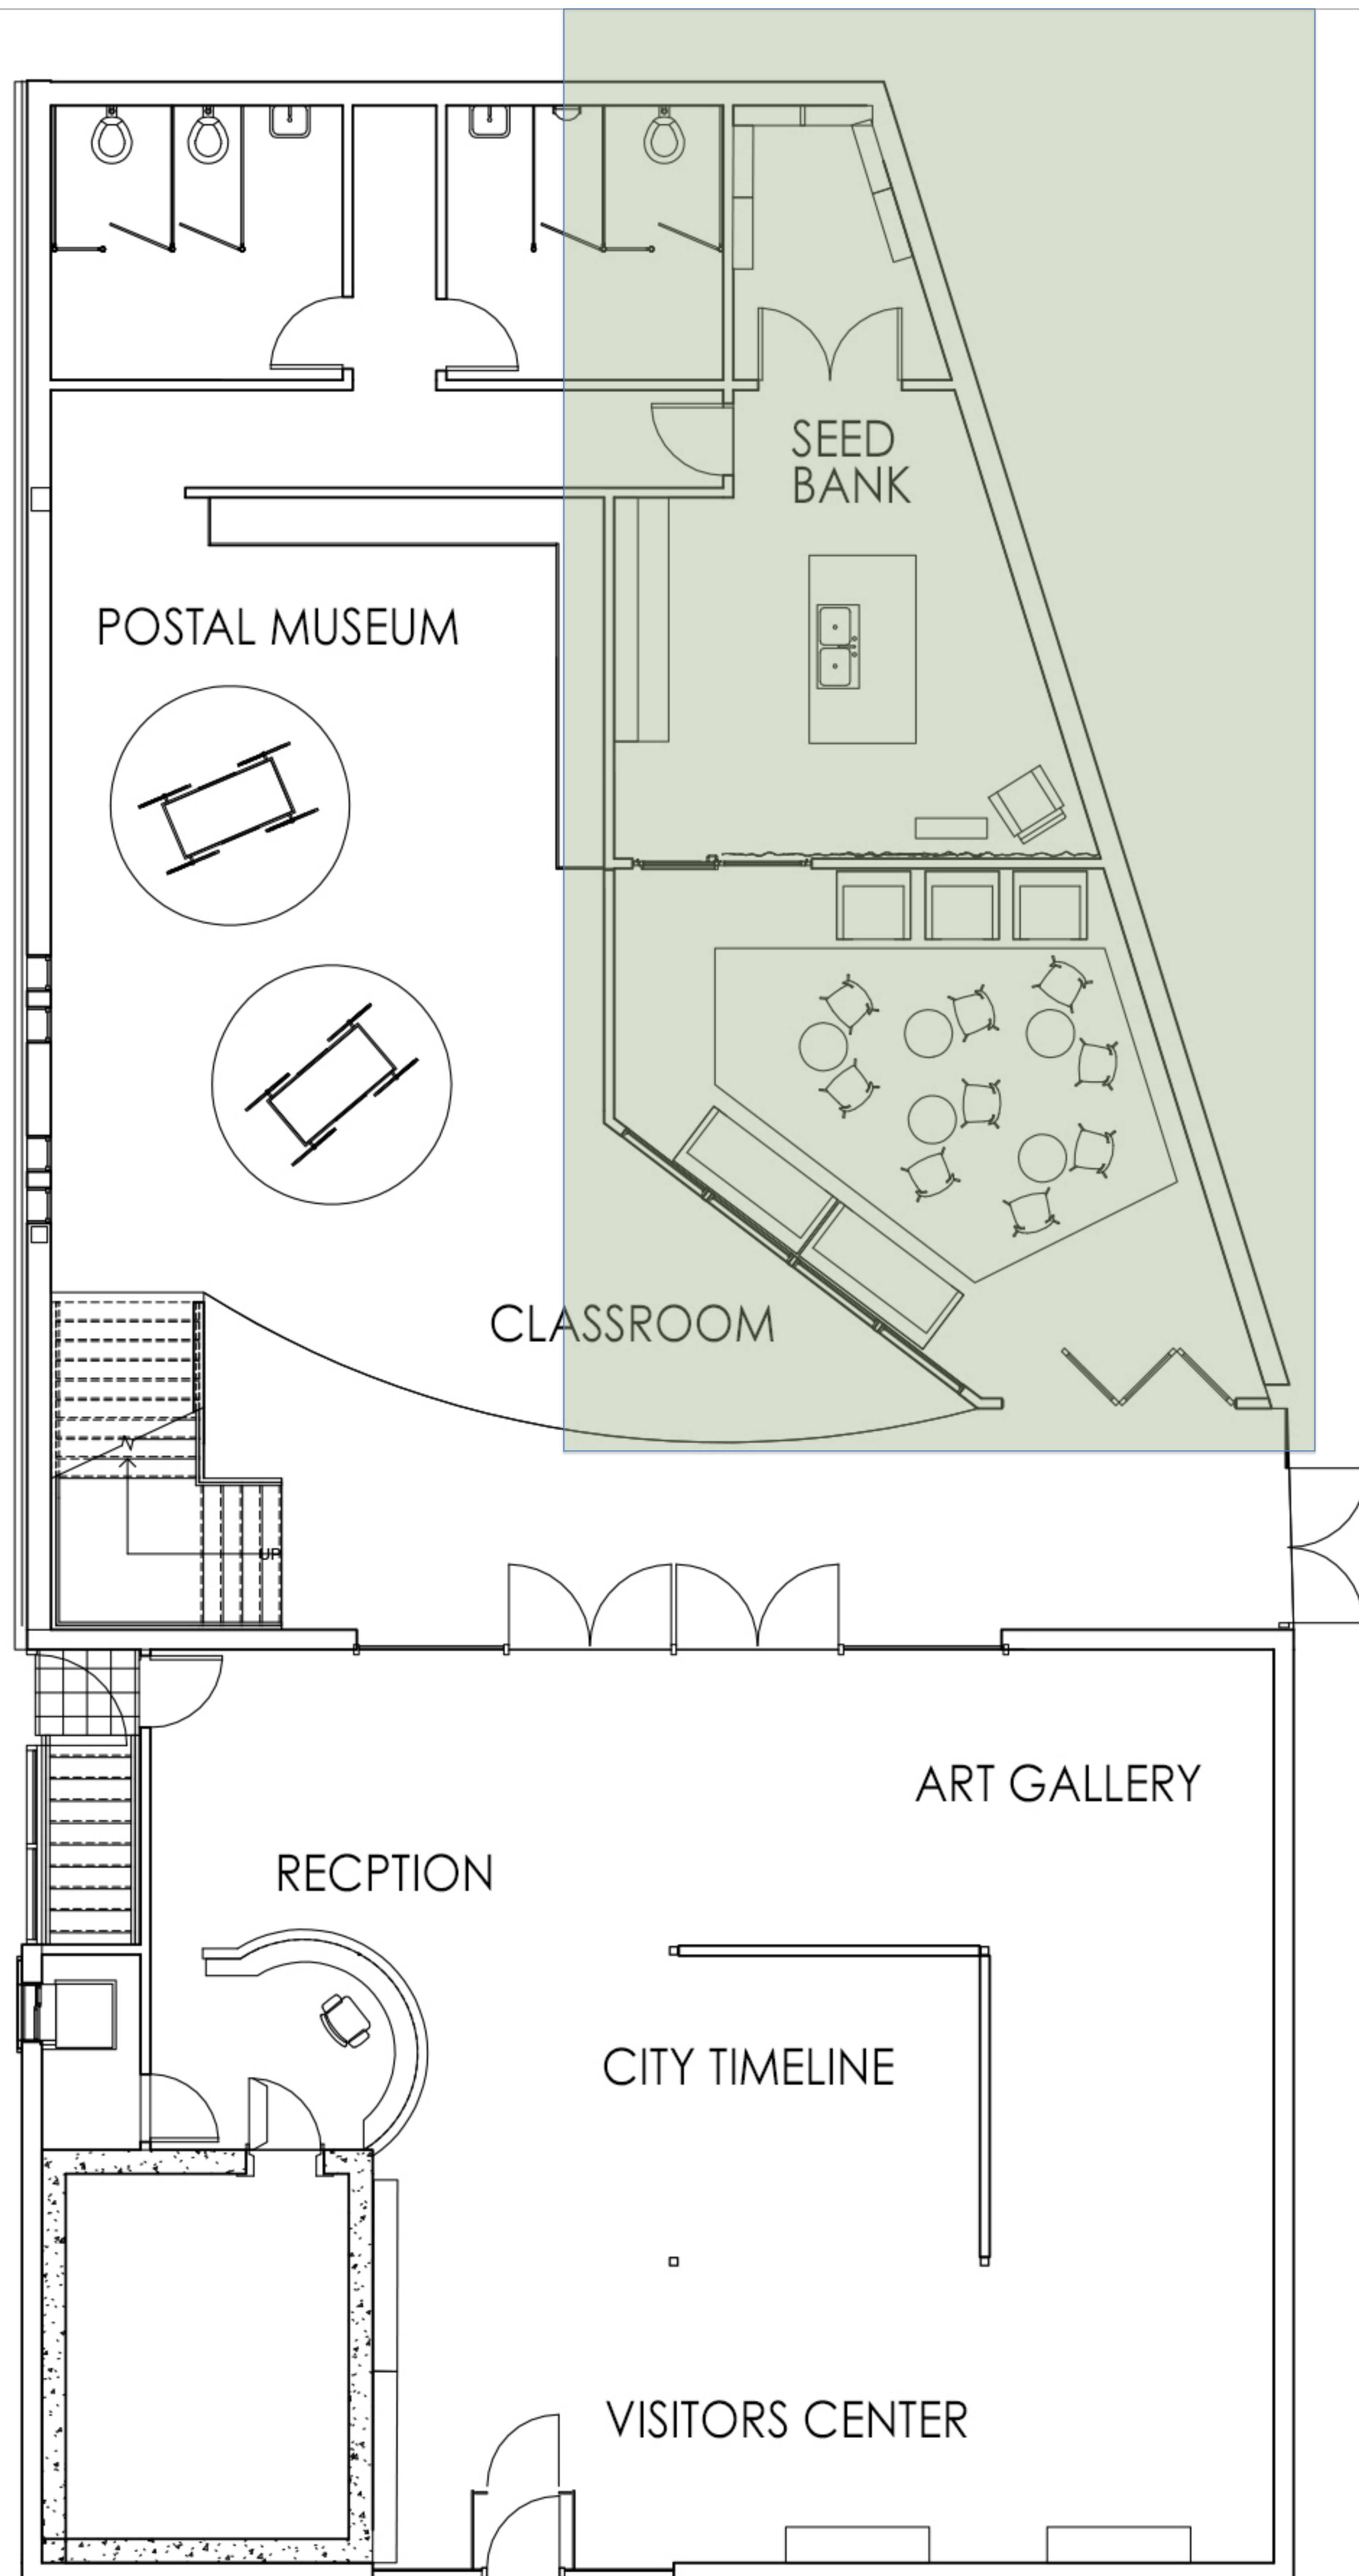 SEED
BANK
POSTAL MUSEUM
CLASSROOM
UP
ART GALLERY
RECPTION
CITY TIMELINE
VISITORS CENTER